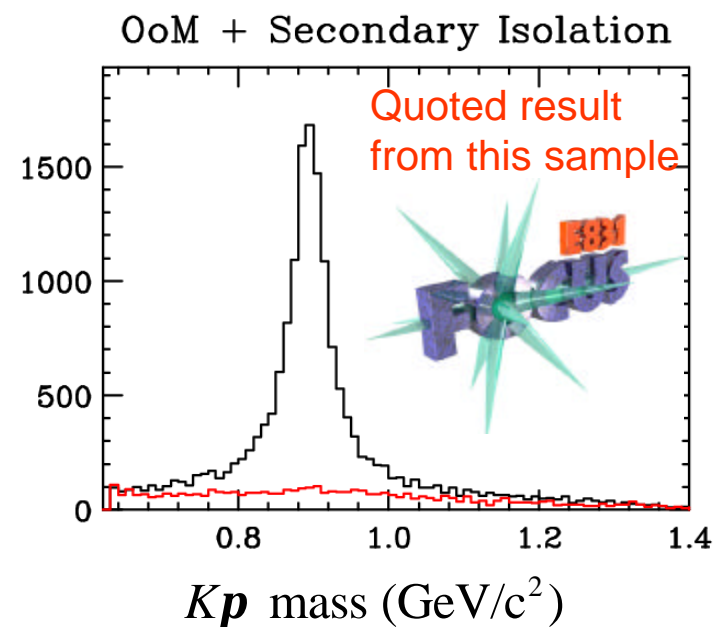 OoM + Secondary Isolation
Quoted result
from this sample
E831
FOCUS
1500
1000
500
0
0.8 1.0 1.2 1.4
Kp mass (GeV/c²)